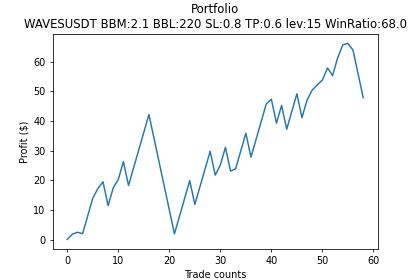 Portfolio
WAVESUSDT BBM:2.1 BBL:220 SL:0.8 TP:0.6 lev:15 WinRatio:68.0
Profit ($)
60
50
40
30
20
10
0
0 10 20 30 40 50 60
Trade counts